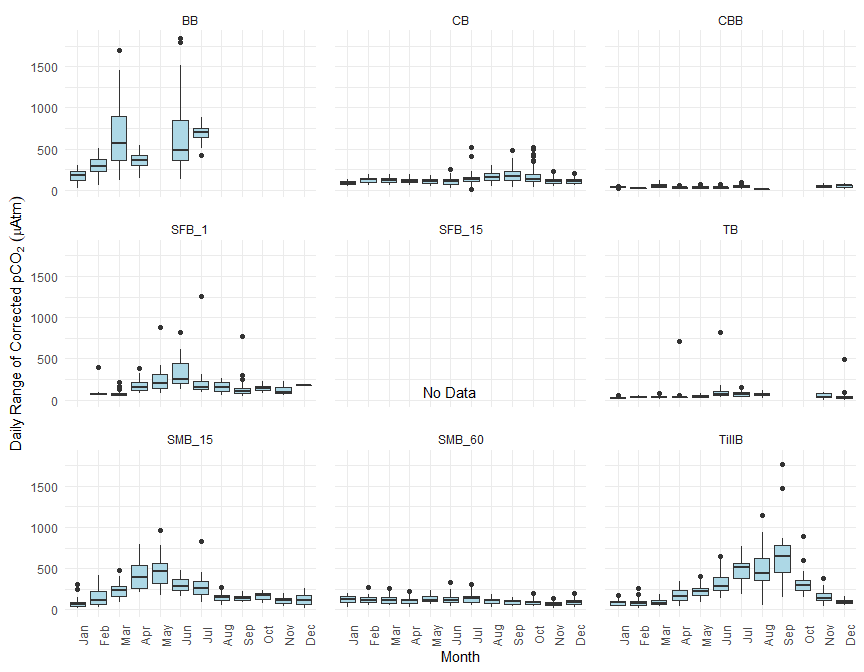 BB CB CBB
1500
1000
500
0
SFB_1 SFB_15 TB
1500
1000
500
0
No Data
SMB_15 SMB_60 TillB
1500
1000
500
0
Jan Feb Mar Apr May Jun Jul Aug Sep Oct Nov Dec
Jan Feb Mar Apr May Jun Jul Aug Sep Oct Nov Dec
Jan Feb Mar Apr May Jun Jul Aug Sep Oct Nov Dec
Month
Daily Range of Corrected pCO₂ (μAtm)